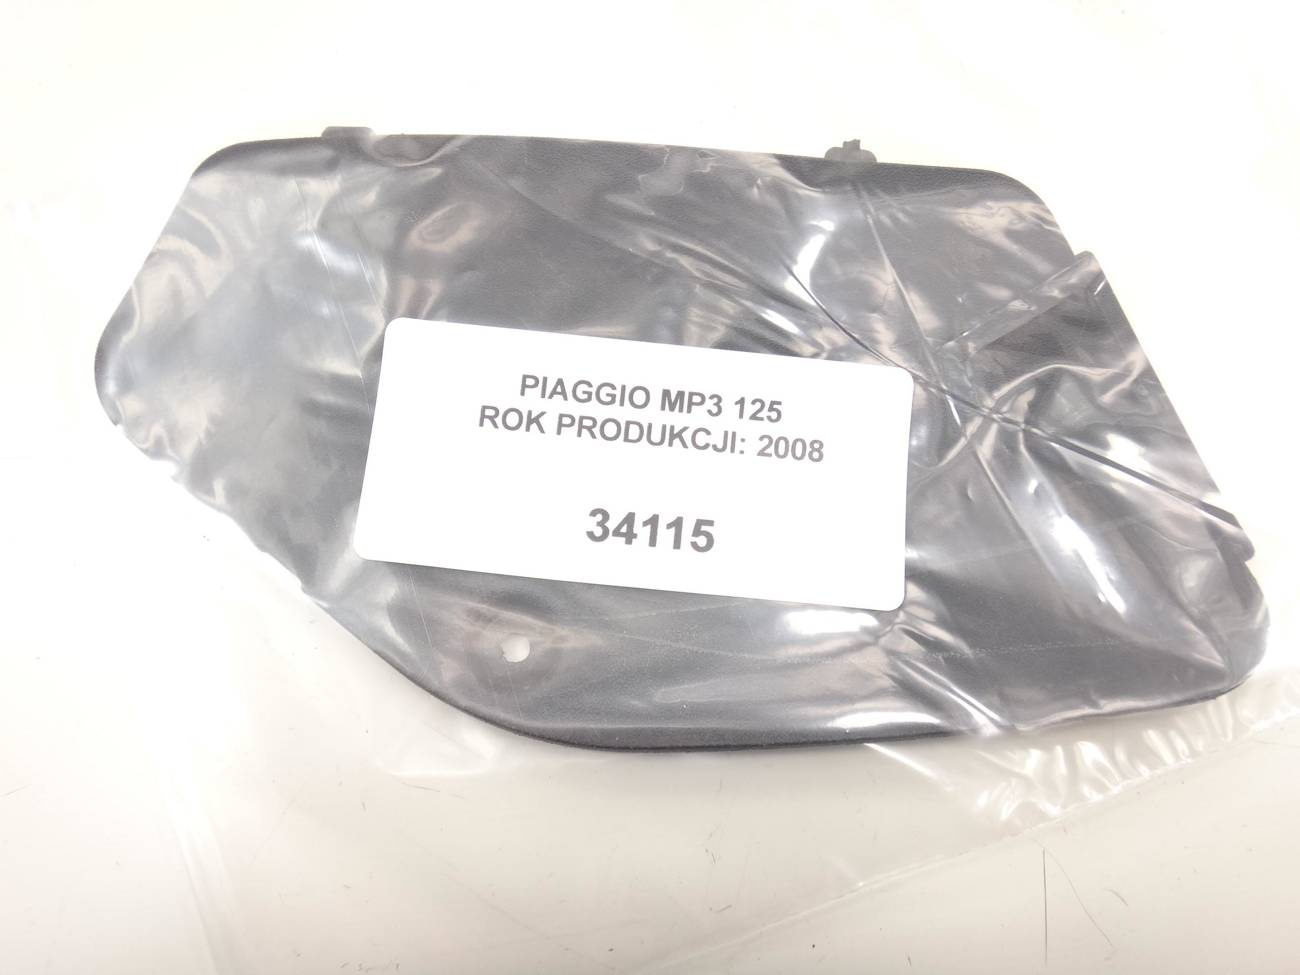 PIAGGIO MP3 125
ROK PRODUKCJI: 2008
34115